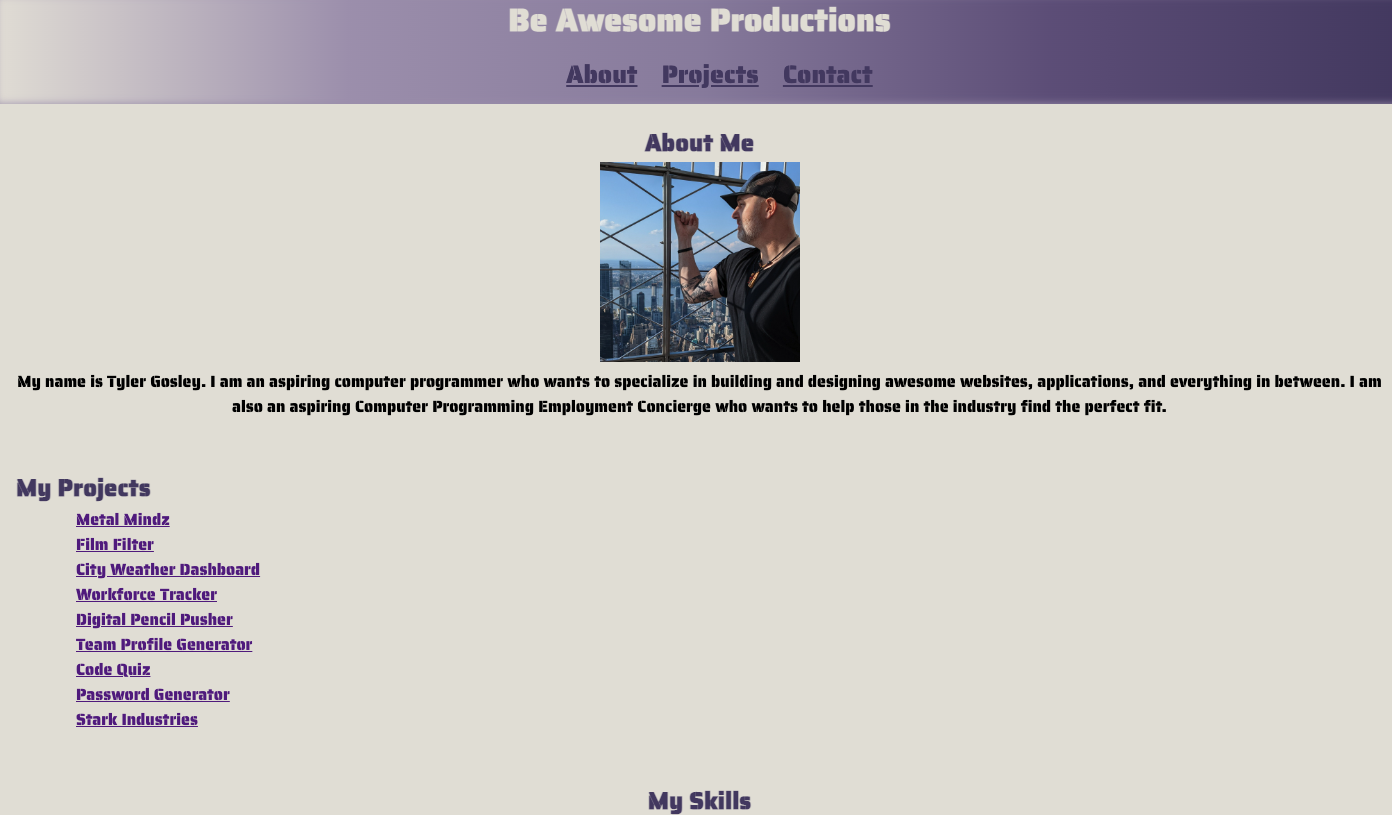 Be Awesome Productions
About Projects Contact
About Me
My name is Tyler Gosley. I am an aspiring computer programmer who wants to specialize in building and designing awesome websites, applications, and everything in between. I am
also an aspiring Computer Programming Employment Concierge who wants to help those in the industry find the perfect fit.
My Projects
Metal Mindz
Film Filter
City Weather Dashboard
Workforce Tracker
Digital Pencil Pusher
Team Profile Generator
Code Quiz
Password Generator
Stark Industries
My Skills